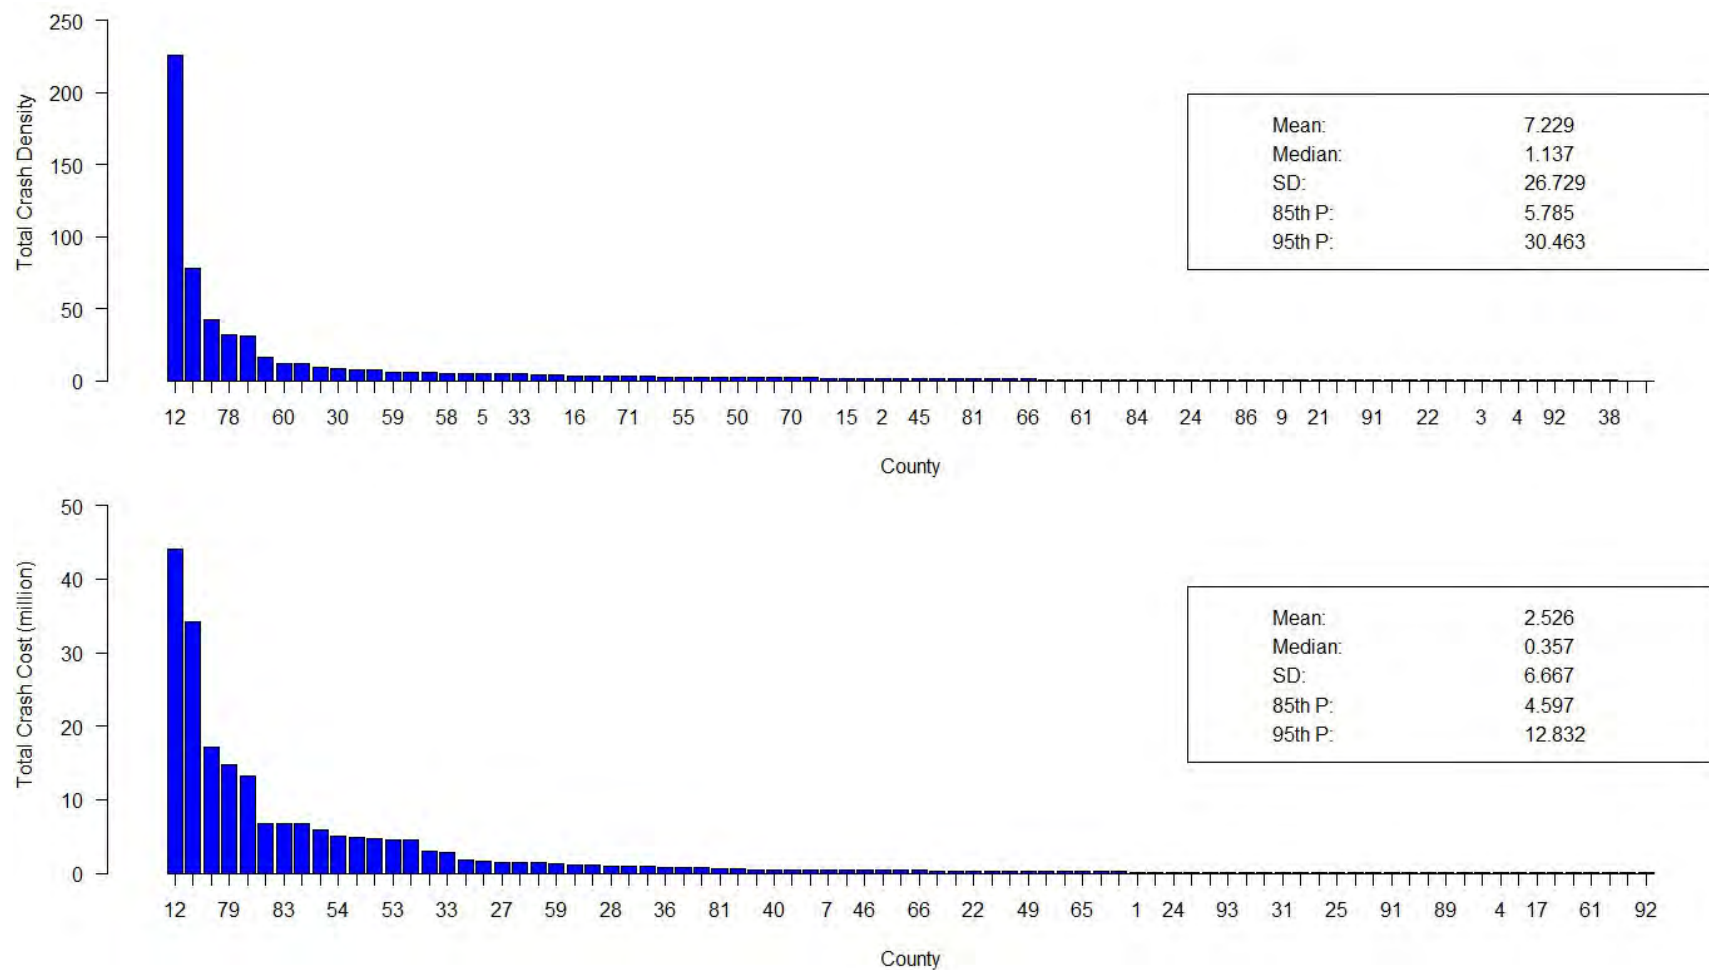 250
200
150
100
50
0
Total Crash Density
Mean: 7.229
Median: 1.137
SD: 26.729
85th P: 5.785
95th P: 30.463
12 78 60 30 59 58 5 33 16 71 55 50 70 15 2 45 81 66 61 84 24 86 9 21 91 22 3 4 92 38
County
50
40
30
20
10
0
Total Crash Cost (million)
Mean: 2.526
Median: 0.357
SD: 6.667
85th P: 4.597
95th P: 12.832
12 79 83 54 53 33 27 59 28 36 81 40 7 46 66 22 49 65 1 24 93 31 25 91 89 4 17 61 92
County